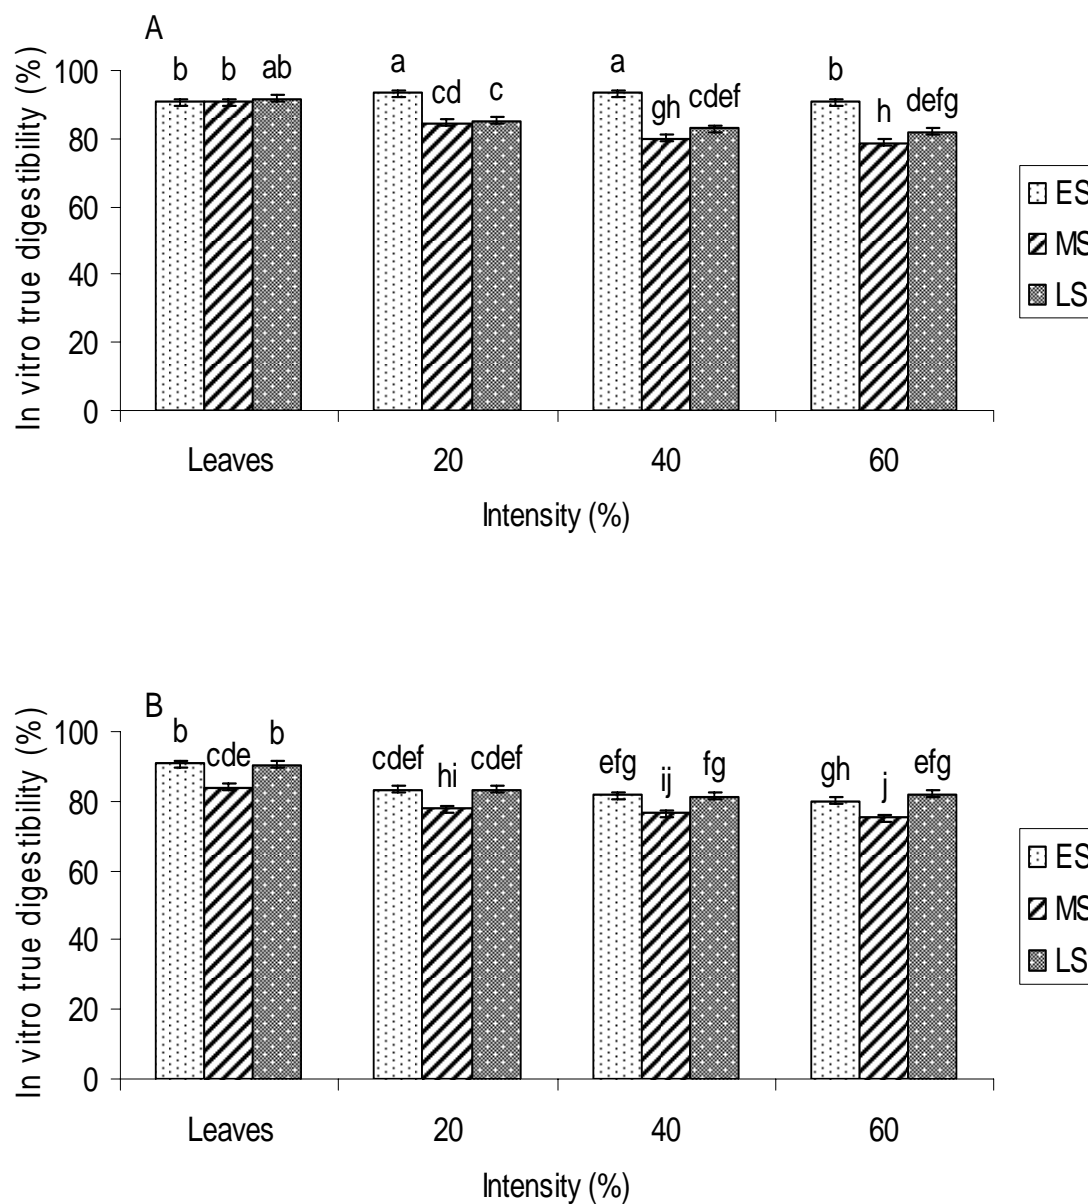 A
In vitro true digestibility (%)
100
80
60
40
20
0
b b ab a cd c a gh cdef b h defg
Leaves 20 40 60
Intensity (%)
ES
MS
LS
B
In vitro true digestibility (%)
100
80
60
40
20
0
b cde b cdef hi cdef efg ij fg gh j efg
Leaves 20 40 60
Intensity (%)
ES
MS
LS